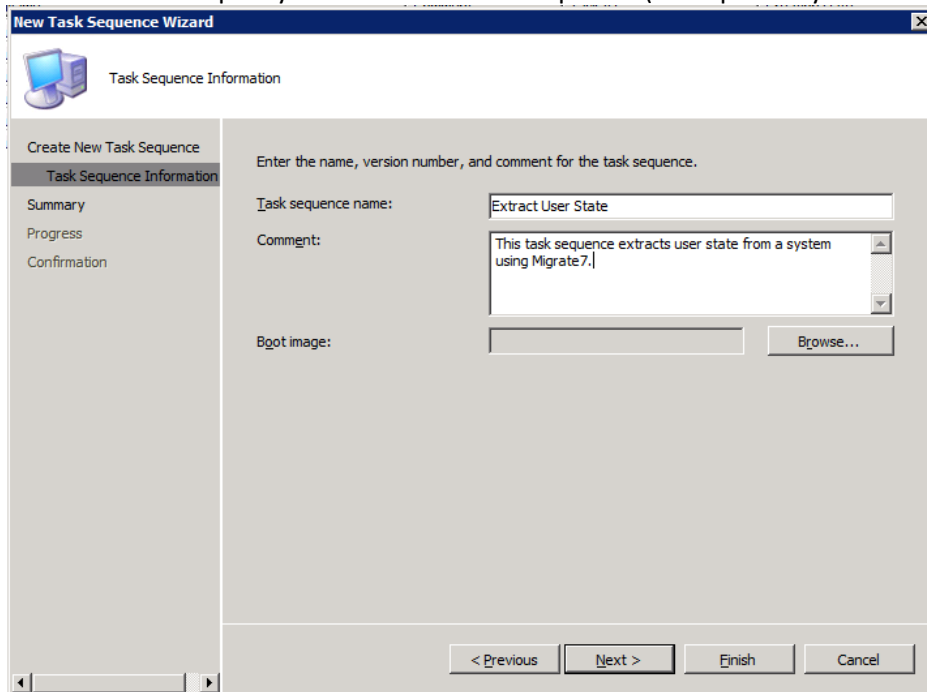 New Task Sequence Wizard
Task Sequence Information
Create New Task Sequence
Task Sequence Information
Summary
Progress
Confirmation
Enter the name, version number, and comment for the task sequence.
Task sequence name:
Extract User State
Comment:
This task sequence extracts user state from a system
using Migrate7.
Boot image:
Browse...
< Previous
Next >
Finish
Cancel